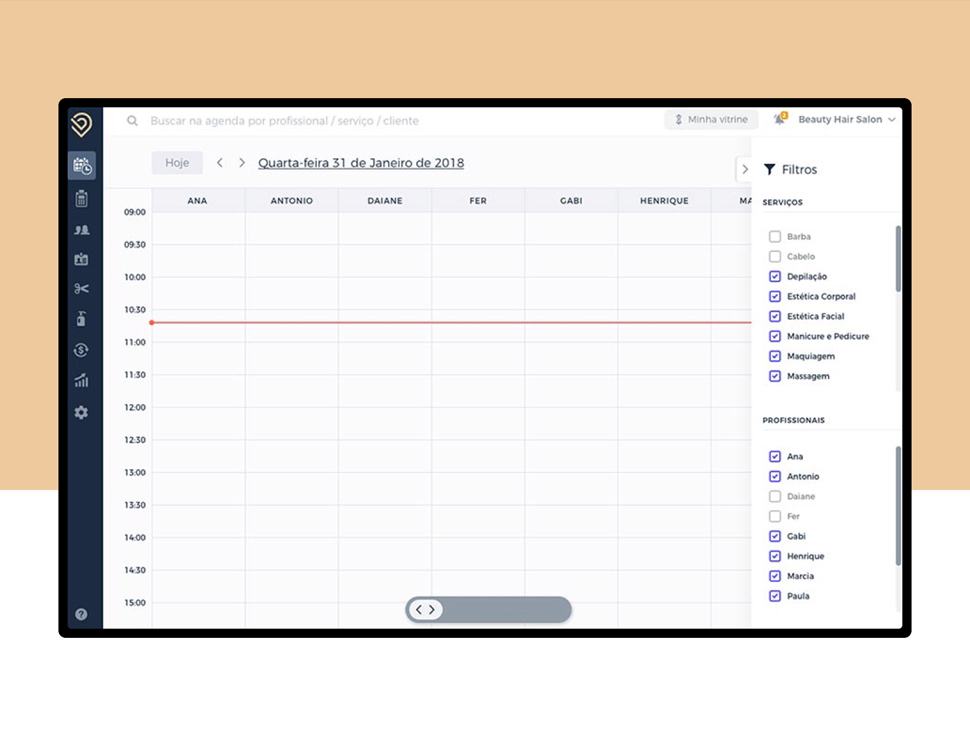 Buscar na agenda por profissional / serviço / cliente
Minha vitrine
Beauty Hair Salon
Hoje
Quarta-feira 31 de Janeiro de 2018
ANA ANTONIO DAIANE FER GABI HENRIQUE MA
09:00
09:30
10:00
10:30
11:00
11:30
12:00
12:30
13:00
13:30
14:00
14:30
15:00
Filtros
SERVIÇOS
Barba
Cabelo
Depilação
Estética Corporal
Estética Facial
Manicure e Pedicure
Maquiagem
Massagem
PROFISSIONAIS
Ana
Antonio
Daiane
Fer
Gabi
Henrique
Marcia
Paula